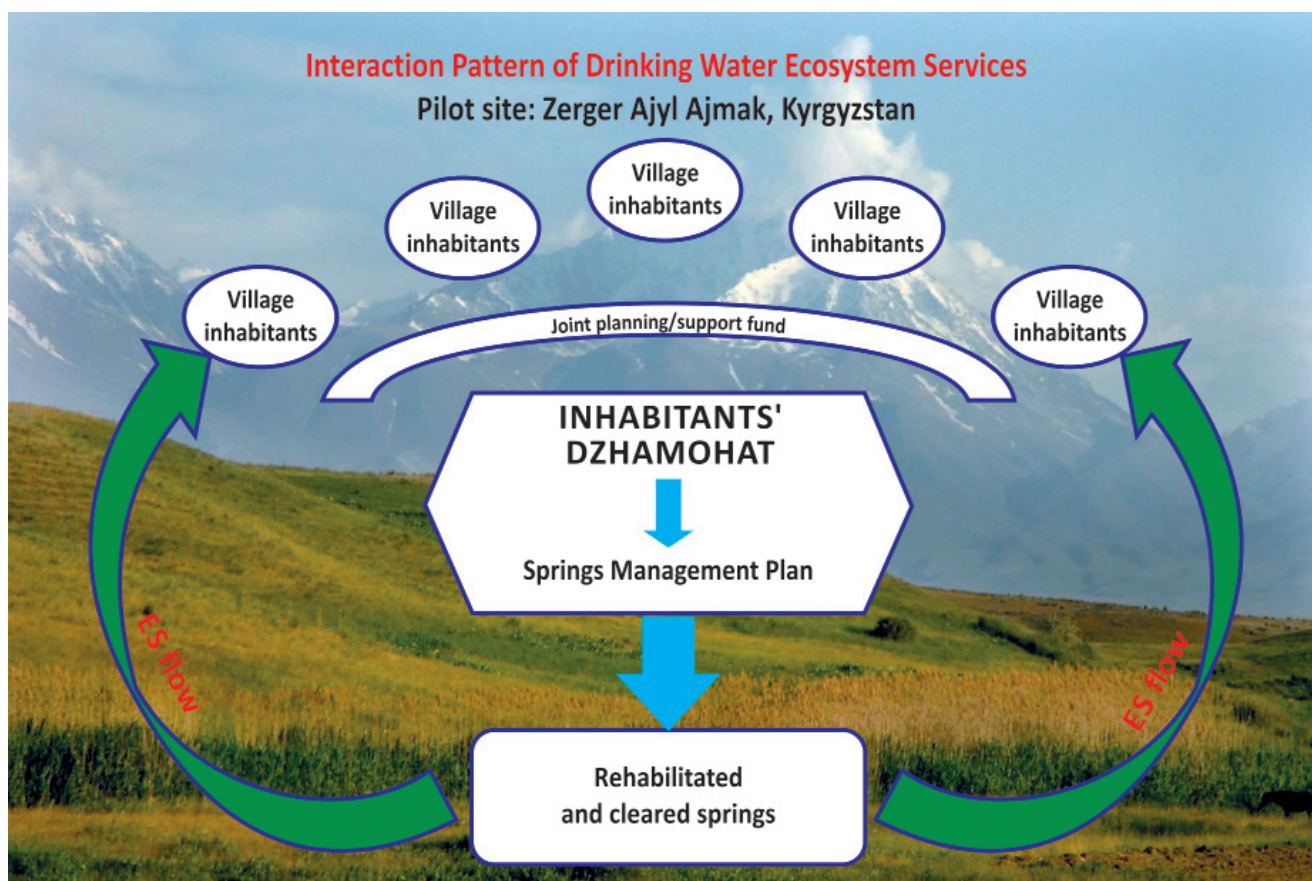 Interaction Pattern of Drinking Water Ecosystem Services
Pilot site: Zerger Ajyl Ajmak, Kyrgyzstan
Village
inhabitants
Village
inhabitants
Village
inhabitants
Village
inhabitants
Village
inhabitants
Joint planning/support fund
INHABITANTS'
DZHAMOHAT
Springs Management Plan
ES flow
ES flow
Rehabilitated
and cleared springs